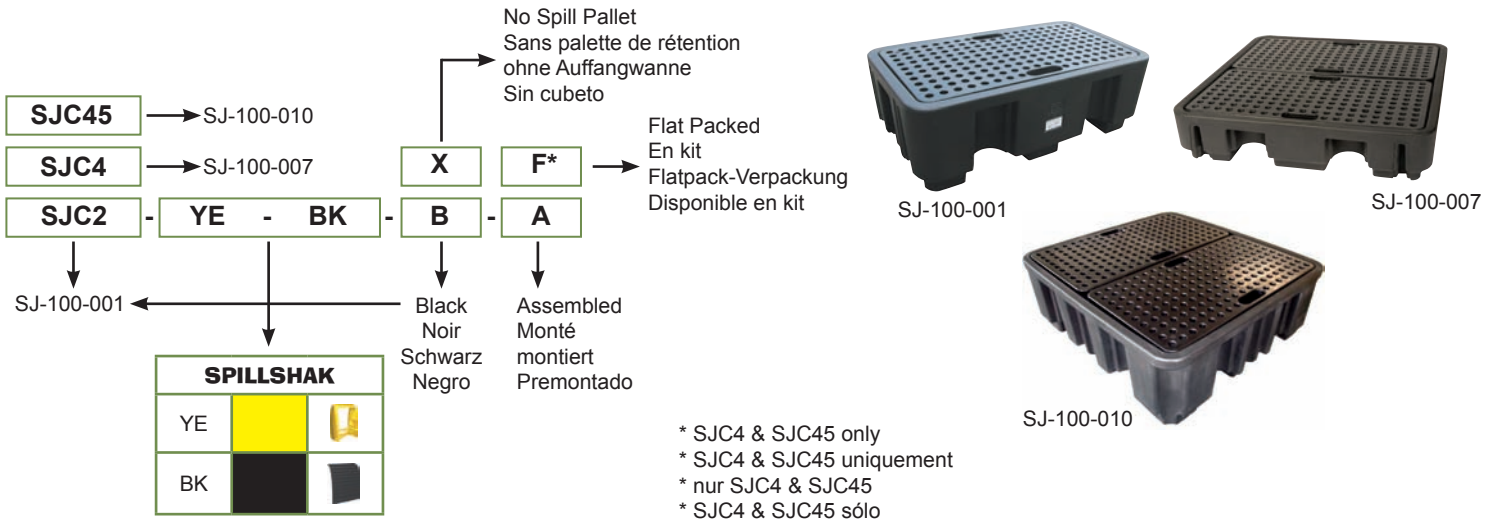 No Spill Pallet
Sans palette de rétention
ohne Auffangwanne
Sin cubeto
SJC45
SJ-100-010
SJC4
SJ-100-007
X
F*
Flat Packed
En kit
Flatpack-Verpackung
Disponible en kit
SJC2 - YE - BK - B - A
SJ-100-001
Black
Noir
Schwarz
Negro
Assembled
Monté
montiert
Premontado
SPILLSHAK
YE
BK
* SJC4 & SJC45 only
* SJC4 & SJC45 uniquement
* nur SJC4 & SJC45
* SJC4 & SJC45 sólo
SJ-100-001
SJ-100-007
SJ-100-010